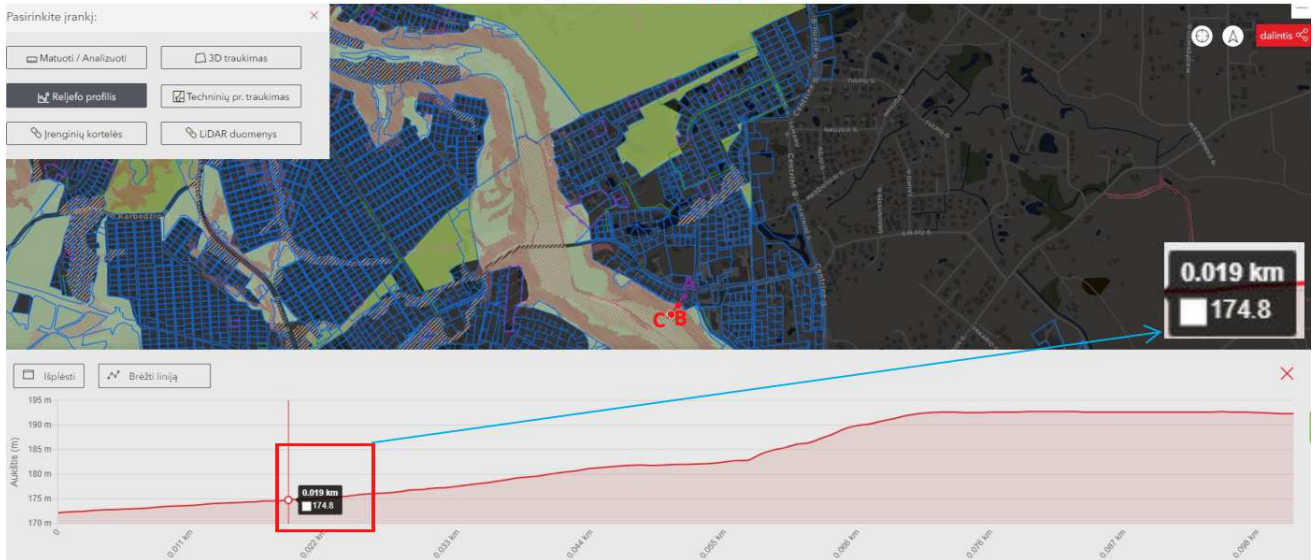 Pasirinkite įrankį:
×
Matuoti / Analizuoti
3D traukimas
Reljefo profilis
Techninių pr. traukimas
Įrenginių kortelės
LiDAR duomenys
dalintis
Centrinė G.
Centrinė G.
A
C B
0.019 km
174.8
Išplėsti
Brėžti liniją
195 m
190 m
185 m
180 m
175 m
170 m
Aukštis (m)
0.019 km
174.8
0
0.011 km
0.022 km
0.033 km
0.044 km
0.055 km
0.066 km
0.076 km
0.087 km
0.098 km